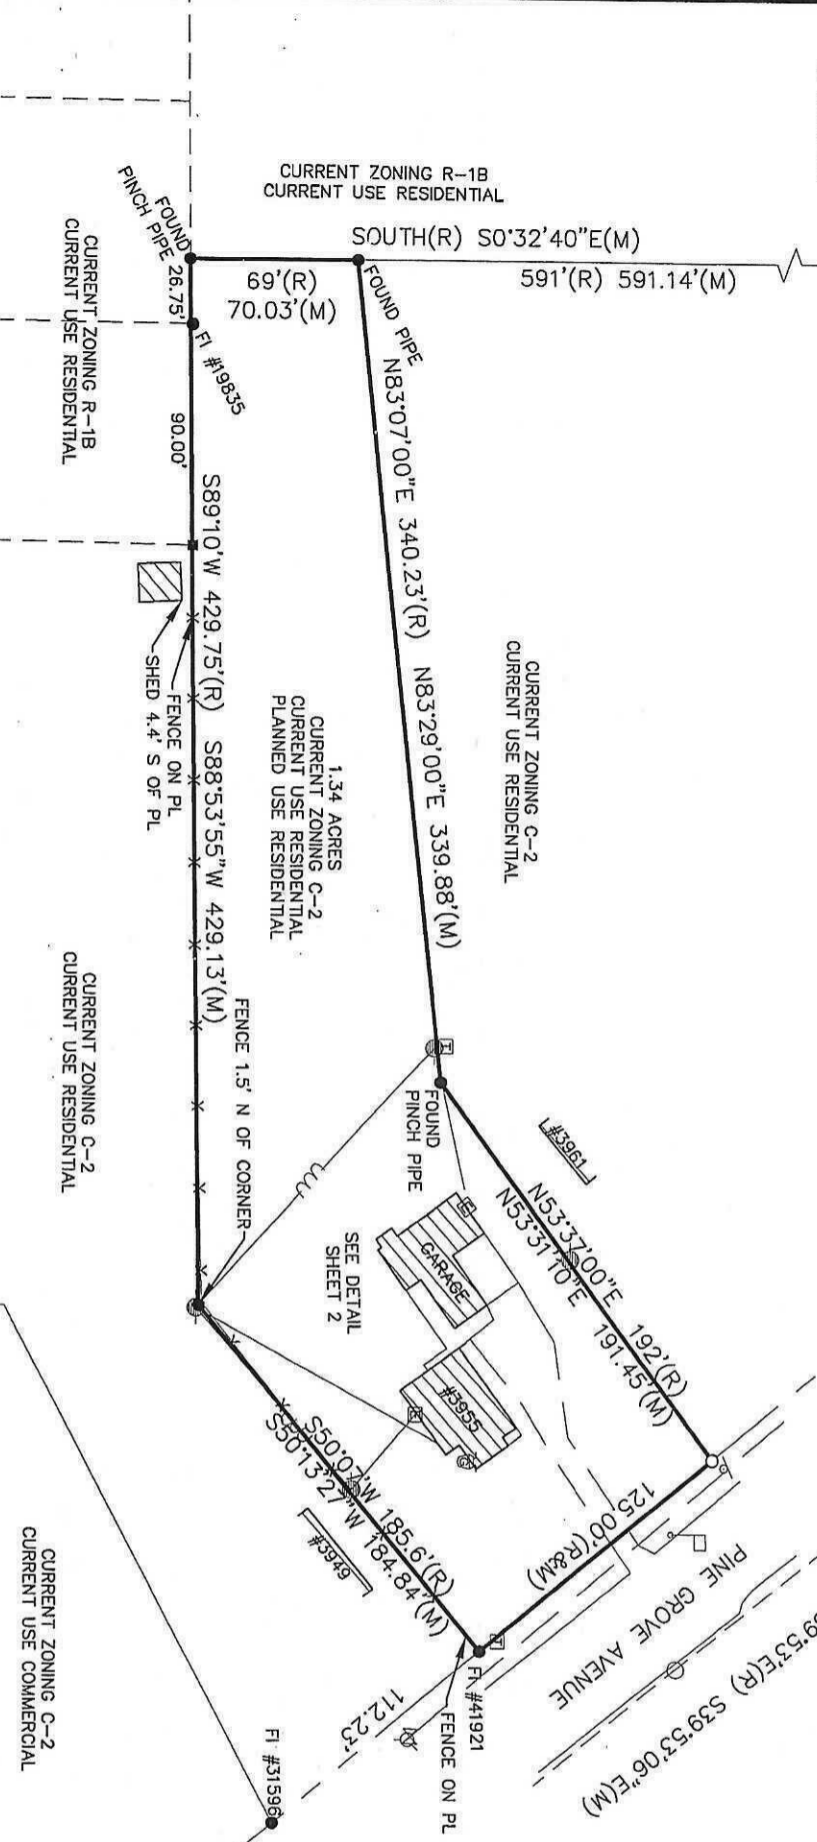 CURRENT ZONING R-1B
CURRENT USE RESIDENTIAL
SOUTH(R) S0°32'40"E(M)
591'(R) 591.14'(M)
69'(R)
70.03'(M)
FOUND
PINCH PIPE
26.75'
FOUND PIPE
FI #19835
CURRENT ZONING R-1B
CURRENT USE RESIDENTIAL
90.00'
N83°07'00"E 340.23'(R) N83°29'00"E 339.88'(M)
S89°10'W 429.75'(R) S88°53'55"W 429.13'(M)
FENCE ON PL
SHED 4.4' S OF PL
CURRENT ZONING C-2
CURRENT USE RESIDENTIAL
1.34 ACRES
CURRENT ZONING C-2
CURRENT USE RESIDENTIAL
PLANNED USE RESIDENTIAL
CURRENT ZONING C-2
CURRENT USE RESIDENTIAL
FENCE 1.5' N OF CORNER
T
FOUND
PINCH PIPE
#3961
N53°37'00"E 192'(R)
N53°31'10"E 191.45'(M)
E
GARAGE
SEE DETAIL
SHEET 2
#3955
G
S50°07'W 185.6'(R)
S50°13'27"W 184.84'(M)
#3949
125.00'(R&M)
PINE GROVE AVENUE
9°53'E(R) S39°53'06"E(M)
T
FI #41921
FENCE ON PL
112.23'
FI #31596
CURRENT ZONING C-2
CURRENT USE COMMERCIAL